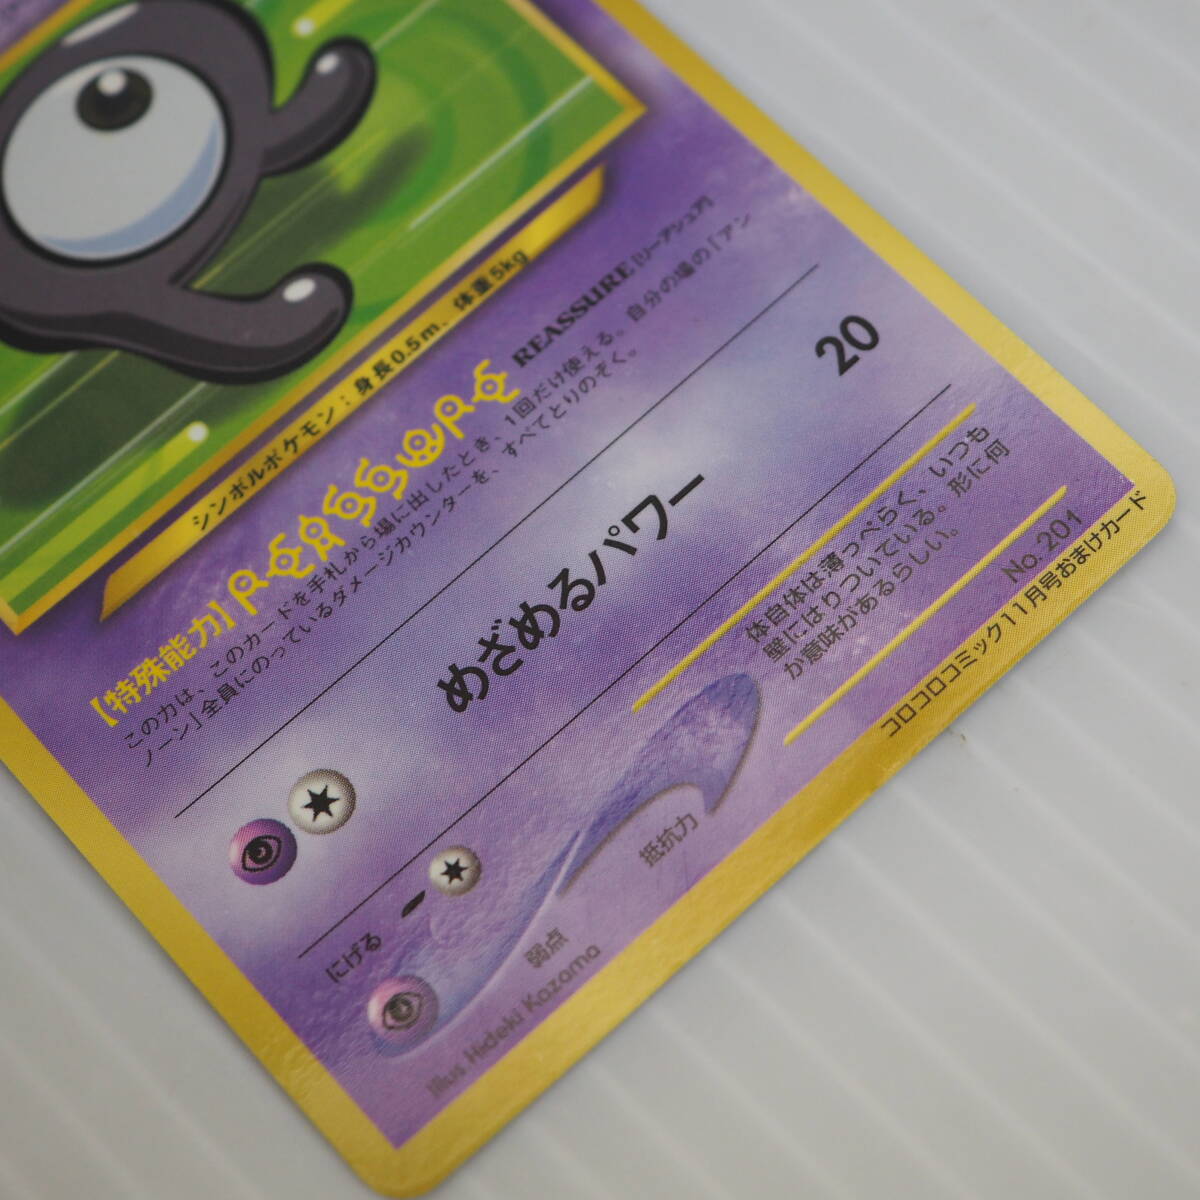 シンボルポケモン：身長0.5m、体重5kg
【特殊能力】REASSURE REASSURE [リーアシュア]
この力は、このカードを手札から場に出したとき、1回だけ使える。自分の場の「アン
ノーン」全員にのっているダメージカウンターを、すべてとりのぞく。
めざめるパワー 20
にげる
弱点
抵抗力
体自体は薄っぺらく、いつも
壁にはりついている。形に何
か意味があるらしい。
No. 201
Illus Hideki Kazama
コロコロコミック11月号おまけカード